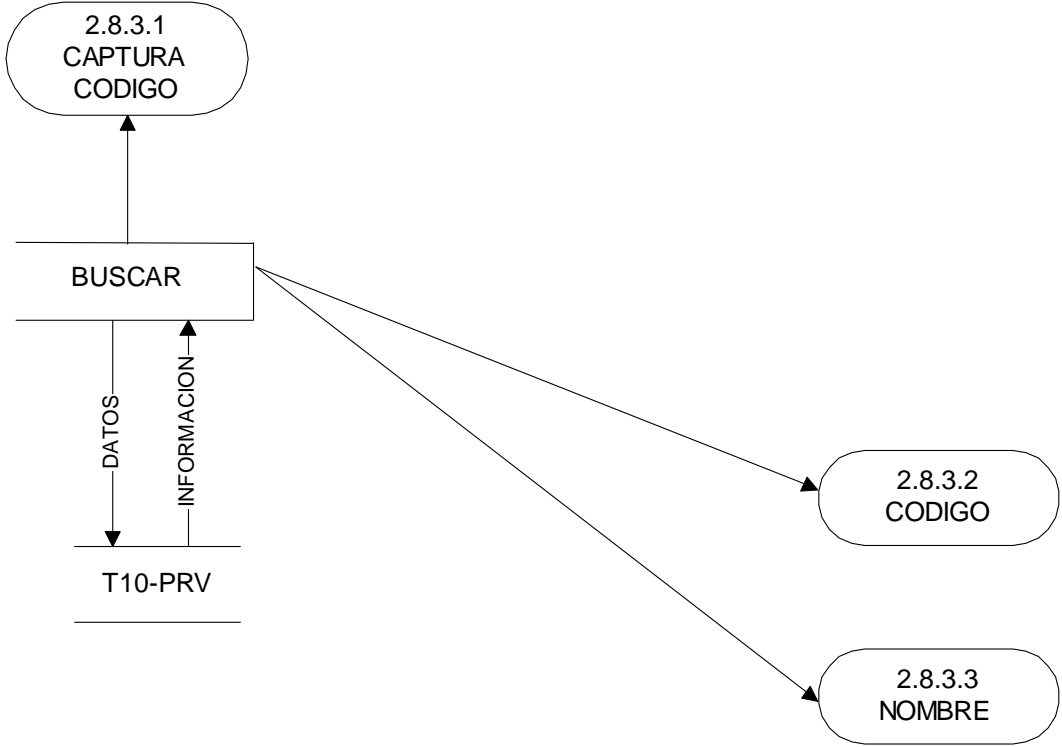 2.8.3.1
CAPTURA
CODIGO
BUSCAR
DATOS
INFORMACION
T10-PRV
2.8.3.2
CODIGO
2.8.3.3
NOMBRE